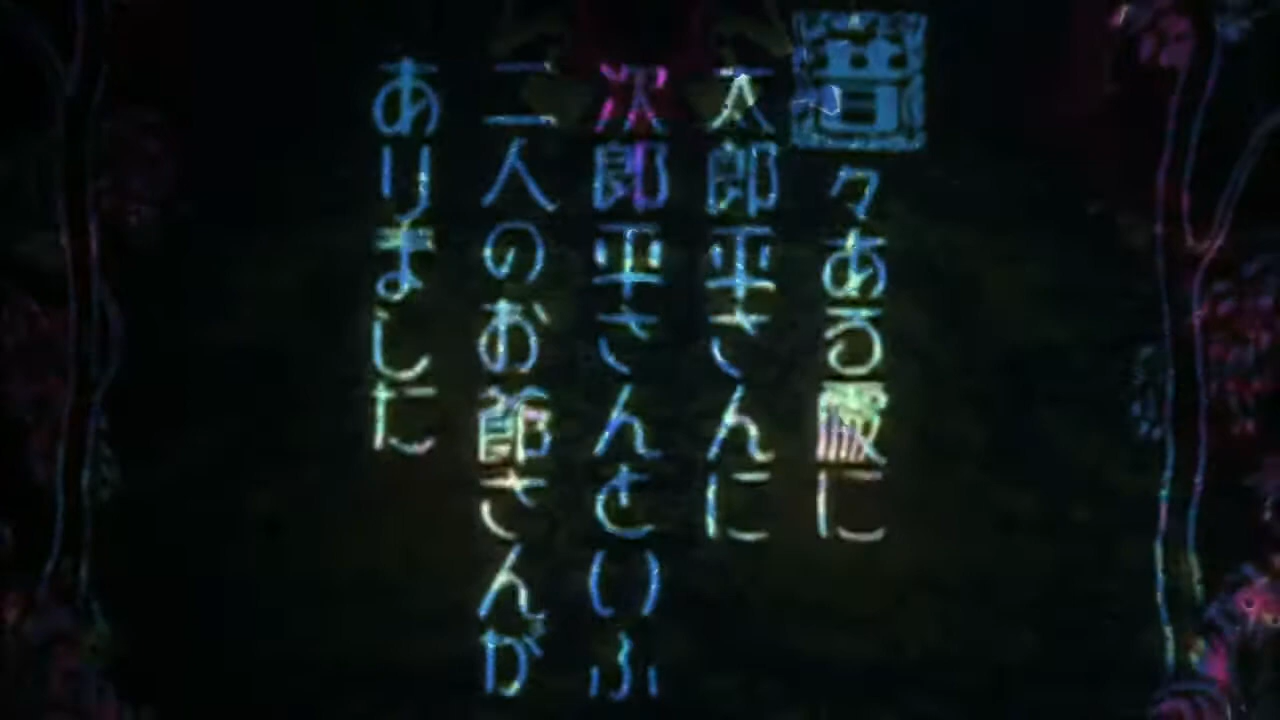 昔々ある處に
太郎平さんに
次郎平さんといふ
二人のお爺さんが
ありました